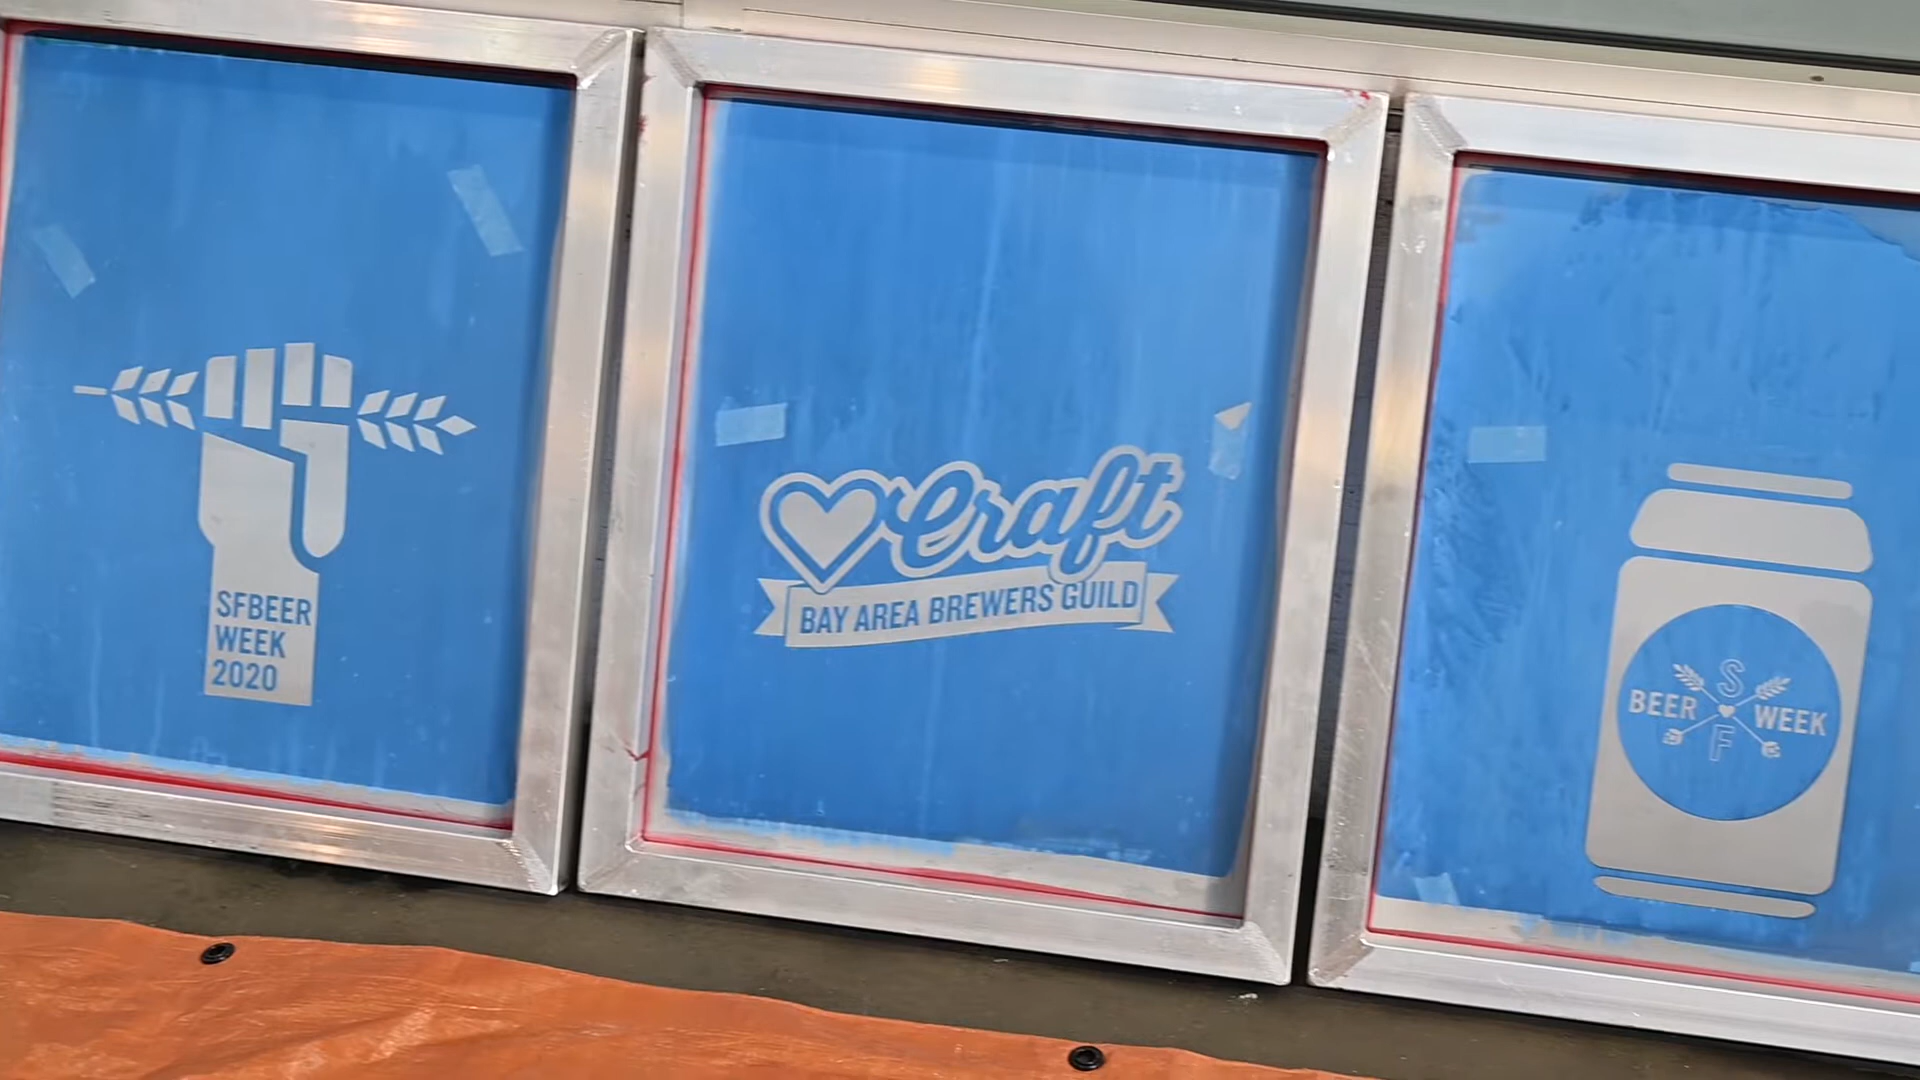 SFBEER
WEEK
2020
Craft
BAY AREA BREWERS GUILD
S
BEER WEEK
F